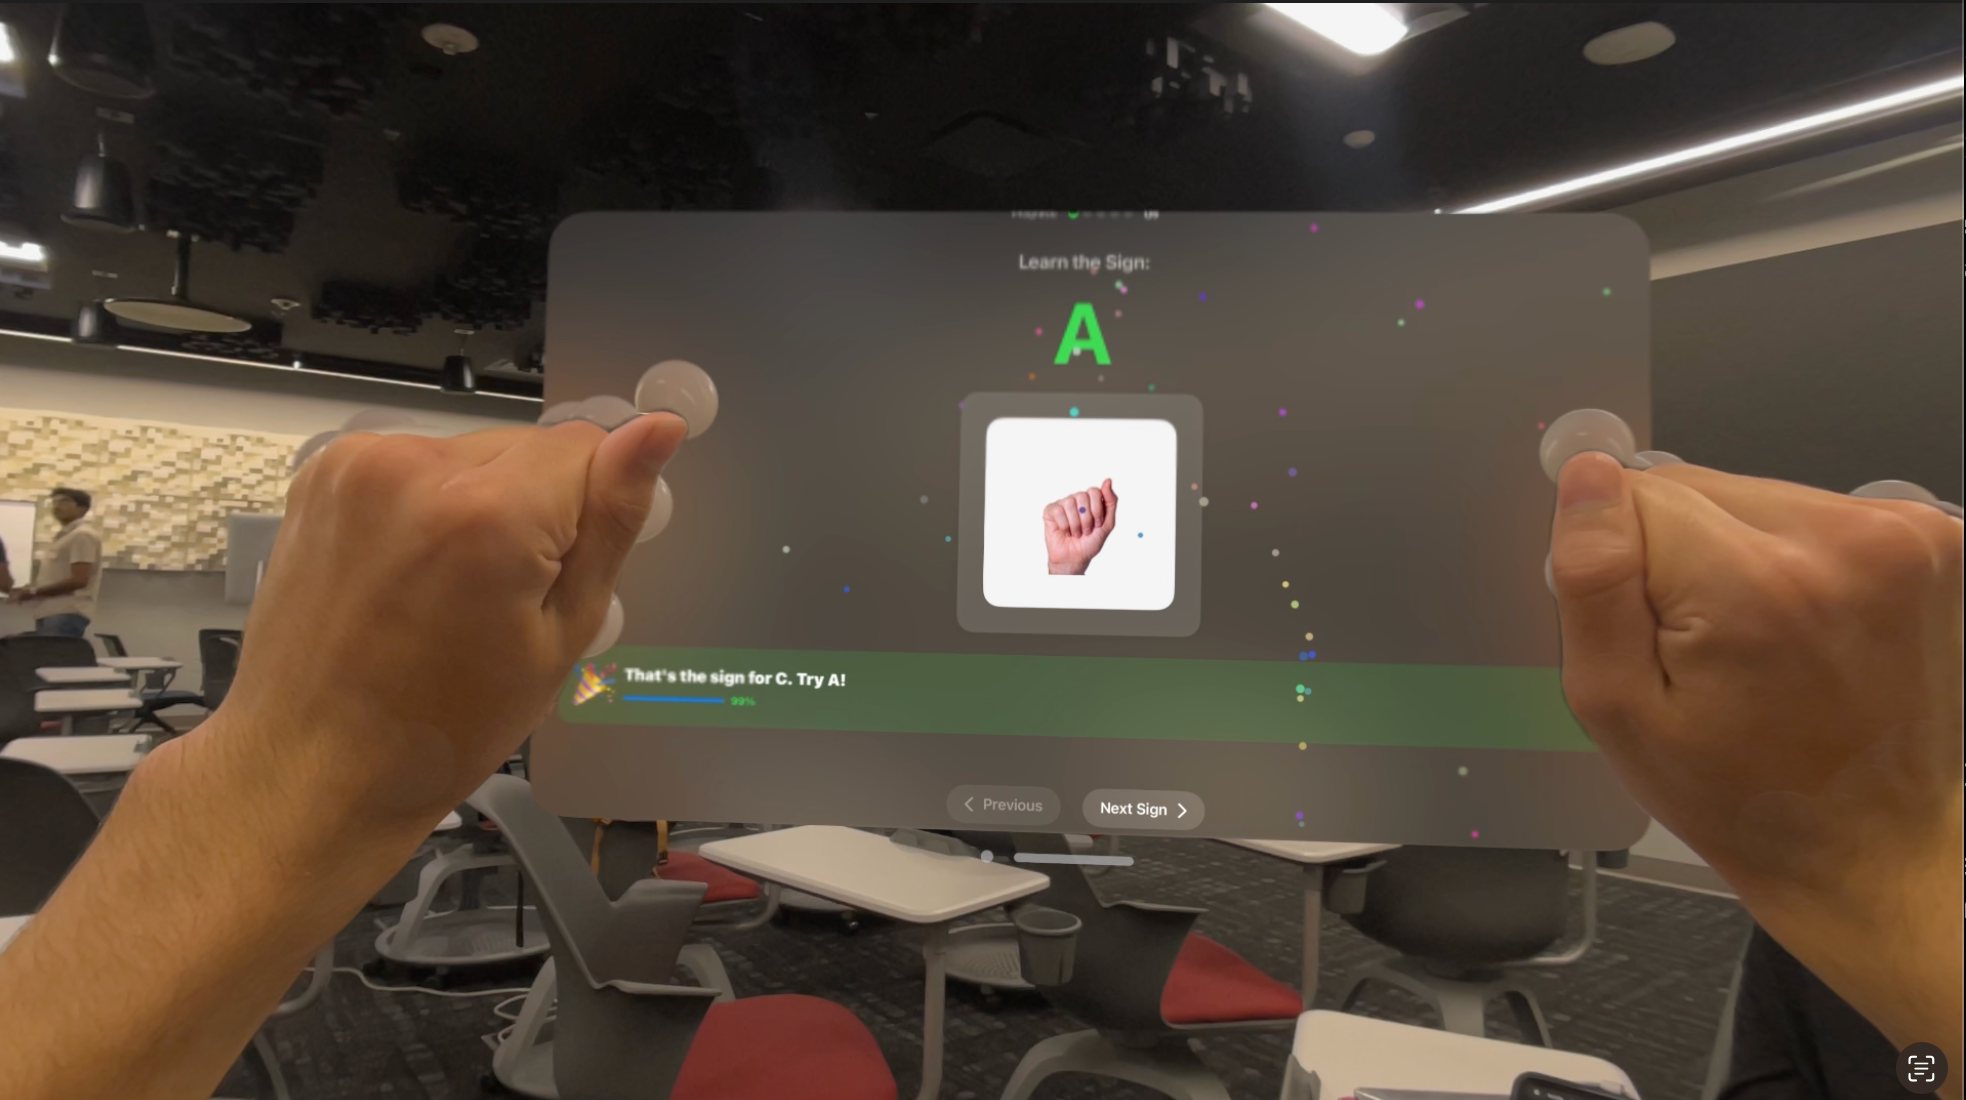 Learn the Sign:
A
That's the sign for C. Try A!
99%
Previous
Next Sign